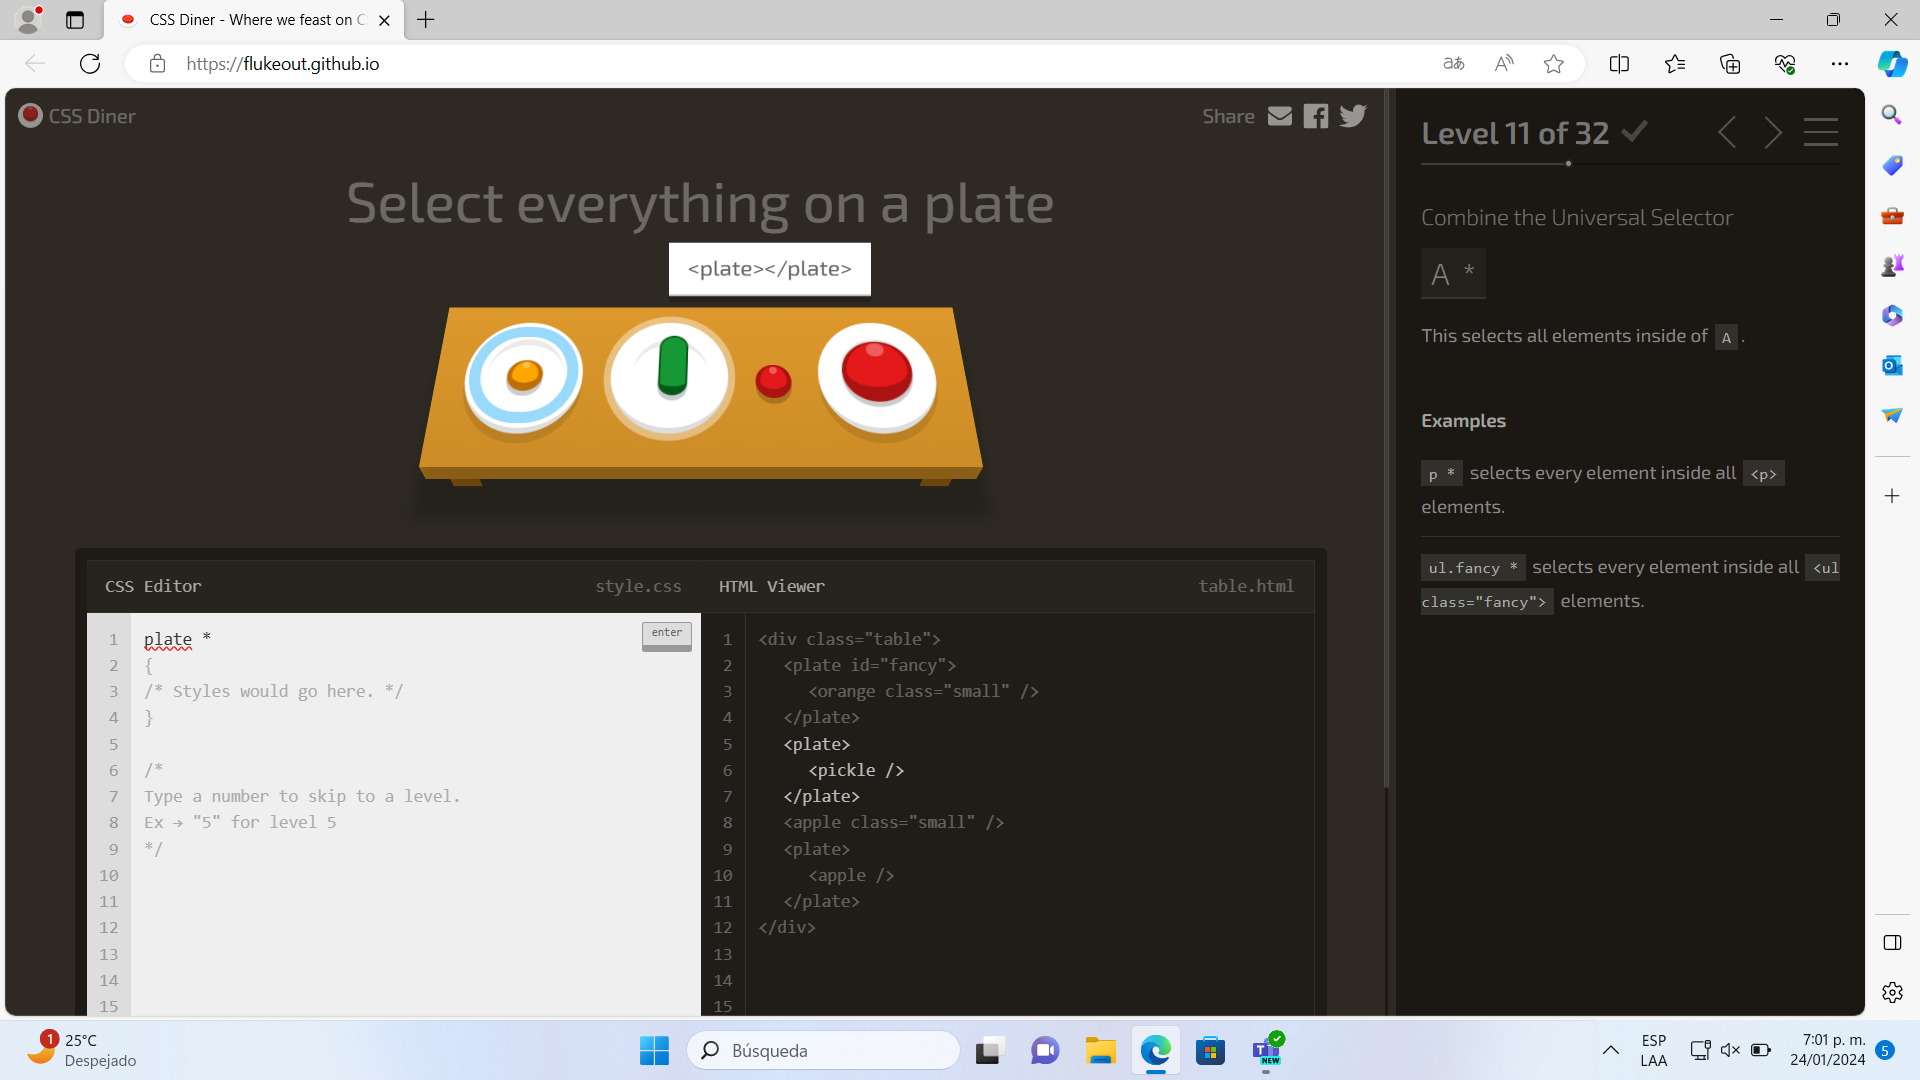 CSS Diner - Where we feast on C
https://flukeout.github.io
CSS Diner
Share
Select everything on a plate
<plate></plate>
CSS Editor
style.css
1 plate *
2 {
3 /* Styles would go here. */
4 }
5
6 /*
7 Type a number to skip to a level.
8 Ex → "5" for level 5
9 */
10
11
12
13
14
15
enter
HTML Viewer
table.html
1 <div class="table">
2 <plate id="fancy">
3 <orange class="small" />
4 </plate>
5 <plate>
6 <pickle />
7 </plate>
8 <apple class="small" />
9 <plate>
10 <apple />
11 </plate>
12 </div>
13
14
15
Level 11 of 32
Combine the Universal Selector
A *
This selects all elements inside of A .
Examples
p * selects every element inside all <p>
elements.
ul.fancy * selects every element inside all <ul
class="fancy"> elements.
1
25°C
Despejado
Búsqueda
NEW
ESP
LAA
7:01 p. m.
24/01/2024
5